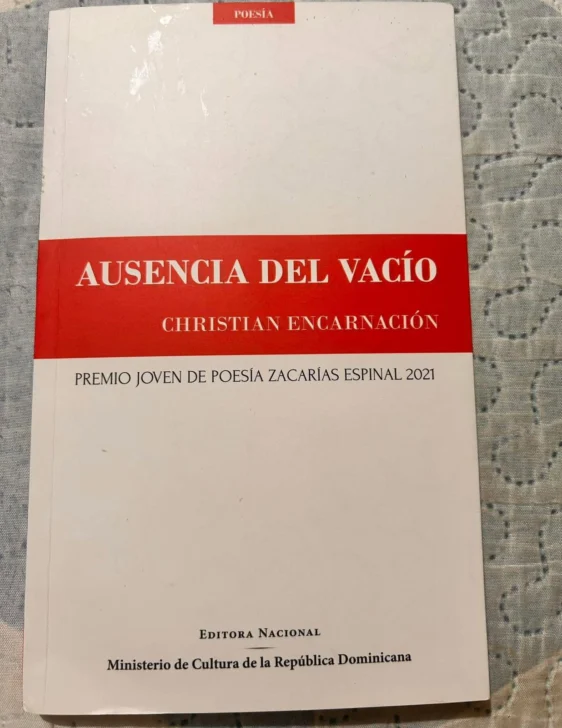 POESÍA
AUSENCIA DEL VACÍO
CHRISTIAN ENCARNACIÓN
PREMIO JOVEN DE POESÍA ZACARÍAS ESPINAL 2021
EDITORA NACIONAL
Ministerio de Cultura de la República Dominicana